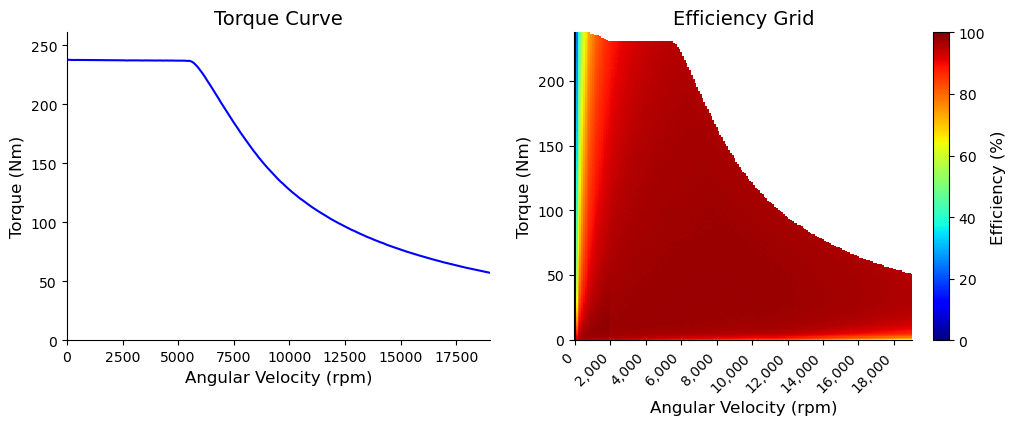 Torque Curve
250
200
150
100
50
0
Torque (Nm)
0 2500 5000 7500 10000 12500 15000 17500
Angular Velocity (rpm)
Efficiency Grid
200
150
100
50
0
Torque (Nm)
0 2,000 4,000 6,000 8,000 10,000 12,000 14,000 16,000 18,000
Angular Velocity (rpm)
100
80
60
40
20
0
Efficiency (%)